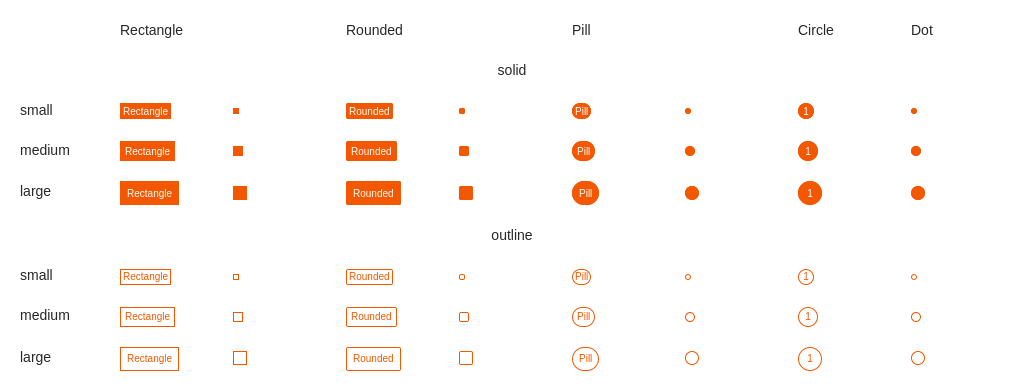 Rectangle Rounded Pill Circle Dot
solid
small Rectangle Rounded Pill 1
medium Rectangle Rounded Pill 1
large Rectangle Rounded Pill 1
outline
small Rectangle Rounded Pill 1
medium Rectangle Rounded Pill 1
large Rectangle Rounded Pill 1